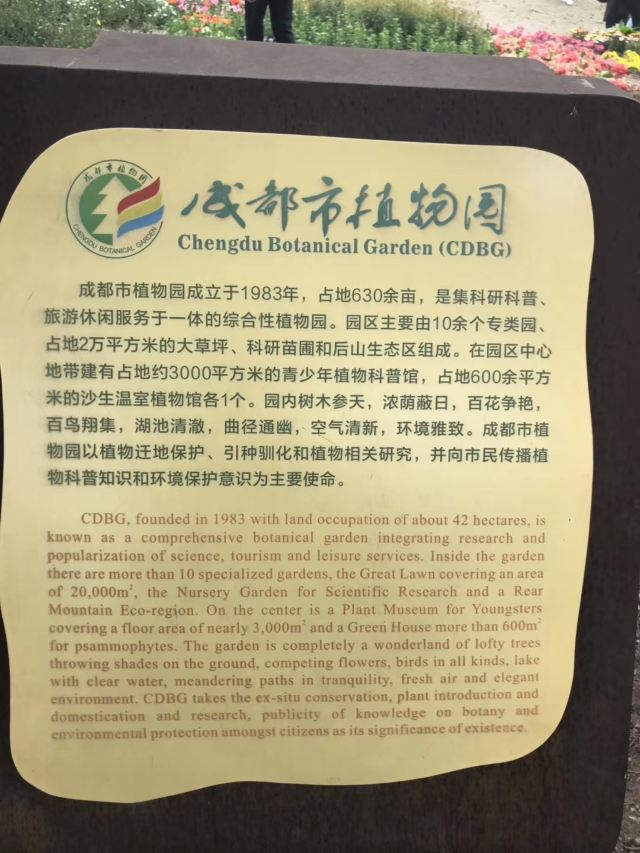 成都市植物园
CHENGDU BOTANICAL GARDEN
成都市植物园
Chengdu Botanical Garden (CDBG)
成都市植物园成立于1983年，占地630余亩，是集科研科普、
旅游休闲服务于一体的综合性植物园。园区主要由10余个专类园、
占地2万平方米的大草坪、科研苗圃和后山生态区组成。在园区中心
地带建有占地约3000平方米的青少年植物科普馆，占地600余平方
米的沙生温室植物馆各1个。园内树木参天，浓荫蔽日，百花争艳，
百鸟翔集，湖池清澈，曲径通幽，空气清新，环境雅致。成都市植
物园以植物迁地保护、引种驯化和植物相关研究，并向市民传播植
物科普知识和环境保护意识为主要使命。
CDBG, founded in 1983 with land occupation of about 42 hectares, is
known as a comprehensive botanical garden integrating research and
popularization of science, tourism and leisure services. Inside the garden
there are more than 10 specialized gardens, the Great Lawn covering an area
of 20,000m², the Nursery Garden for Scientific Research and a Rear
Mountain Eco-region. On the center is a Plant Museum for Youngsters
covering a floor area of nearly 3,000m² and a Green House more than 600m²
for psammophytes. The garden is completely a wonderland of lofty trees
throwing shades on the ground, competing flowers, birds in all kinds, lake
with clear water, meandering paths in tranquility, fresh air and elegant
environment. CDBG takes the ex-situ conservation, plant introduction and
domestication and research, publicity of knowledge on botany and
environmental protection amongst citizens as its significance of existence.